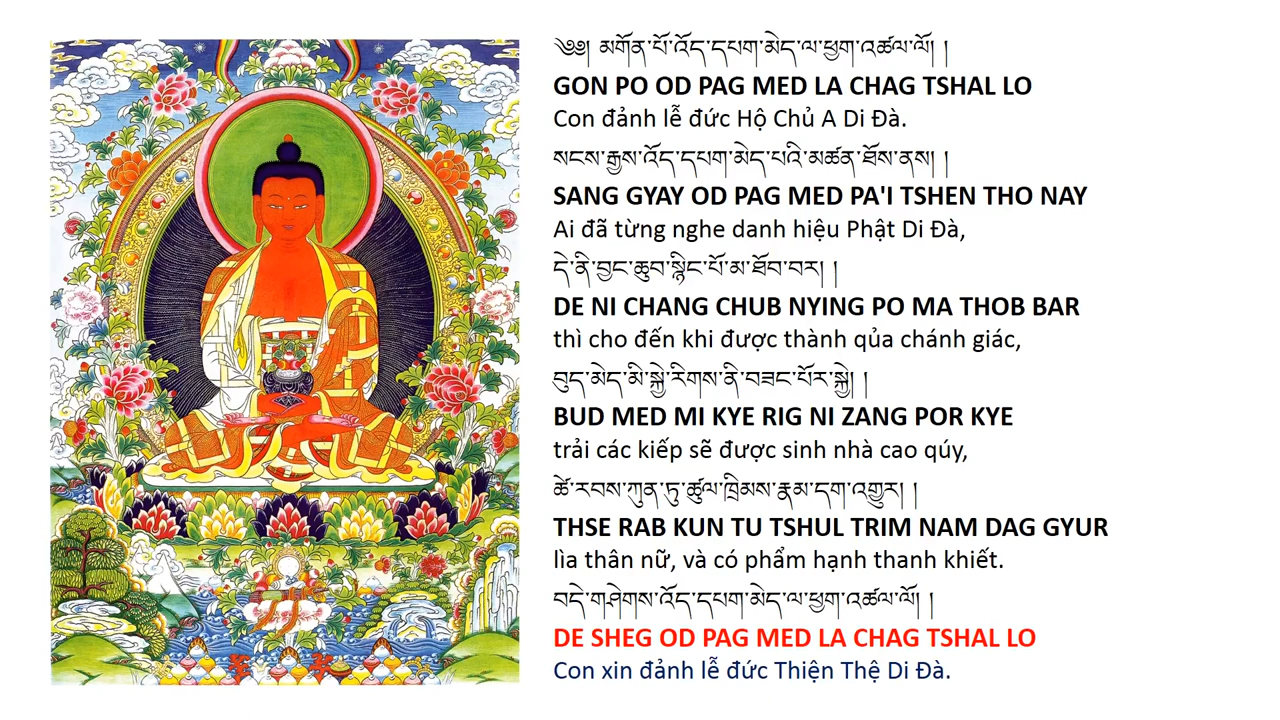 ༄༅། མགོན་པོ་འོད་དཔག་མེད་ལ་ཕྱག་འཚལ་ལོ། །
GON PO OD PAG MED LA CHAG TSHAL LO
Con đảnh lễ đức Hộ Chủ A Di Đà.
སངས་རྒྱས་འོད་དཔག་མེད་པའི་མཚན་ཐོས་ནས། །
SANG GYAY OD PAG MED PA'I TSHEN THO NAY
Ai đã từng nghe danh hiệu Phật Di Đà,
དེ་ནི་བྱང་ཆུབ་སྙིང་པོ་མ་ཐོབ་བར། །
DE NI CHANG CHUB NYING PO MA THOB BAR
thì cho đến khi được thành qủa chánh giác,
བུད་མེད་མི་སྐྱེ་རིགས་ནི་བཟང་པོར་སྐྱེ། །
BUD MED MI KYE RIG NI ZANG POR KYE
trải các kiếp sẽ được sinh nhà cao qúy,
ཚེ་རབས་ཀུན་ཏུ་ཚུལ་ཁྲིམས་རྣམ་དག་འགྱུར། །
THSE RAB KUN TU TSHUL TRIM NAM DAG GYUR
lìa thân nữ, và có phẩm hạnh thanh khiết.
བདེ་གཤེགས་འོད་དཔག་མེད་ལ་ཕྱག་འཚལ་ལོ། །
DE SHEG OD PAG MED LA CHAG TSHAL LO
Con xin đảnh lễ đức Thiện Thệ Di Đà.